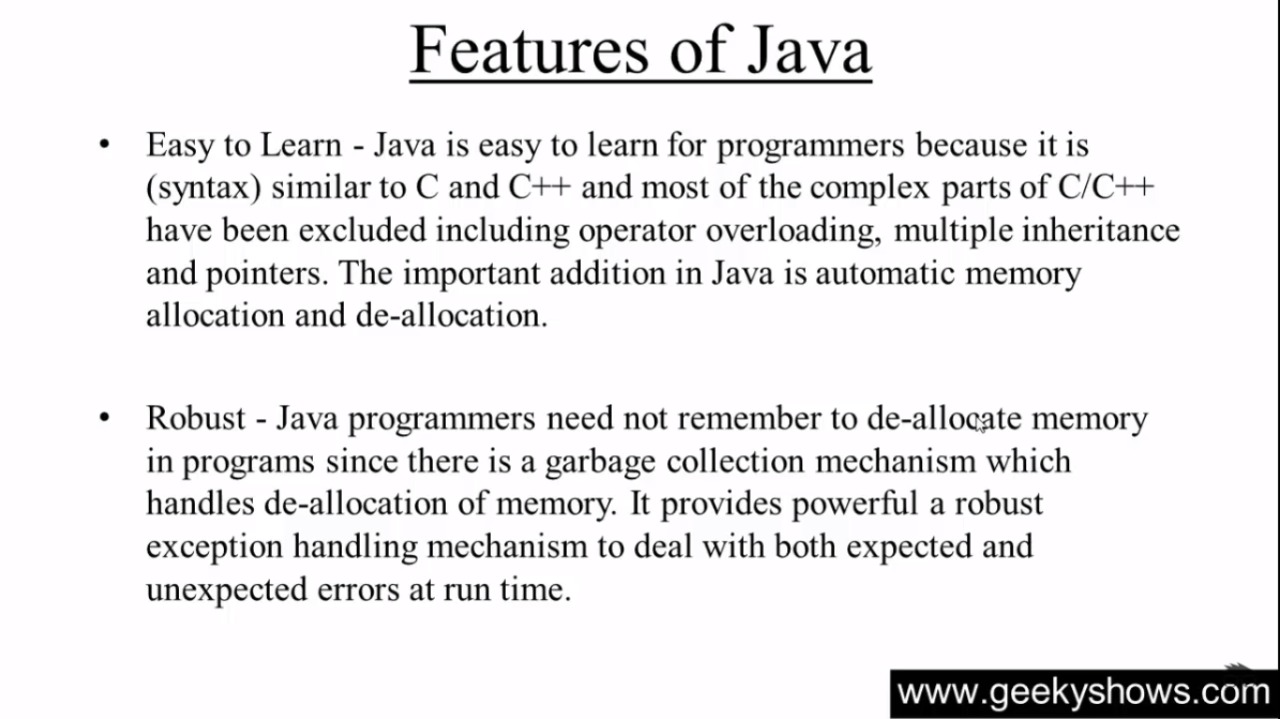 Features of Java
• Easy to Learn - Java is easy to learn for programmers because it is
(syntax) similar to C and C++ and most of the complex parts of C/C++
have been excluded including operator overloading, multiple inheritance
and pointers. The important addition in Java is automatic memory
allocation and de-allocation.
• Robust - Java programmers need not remember to de-allocate memory
in programs since there is a garbage collection mechanism which
handles de-allocation of memory. It provides powerful a robust
exception handling mechanism to deal with both expected and
unexpected errors at run time.
www.geekyshows.com